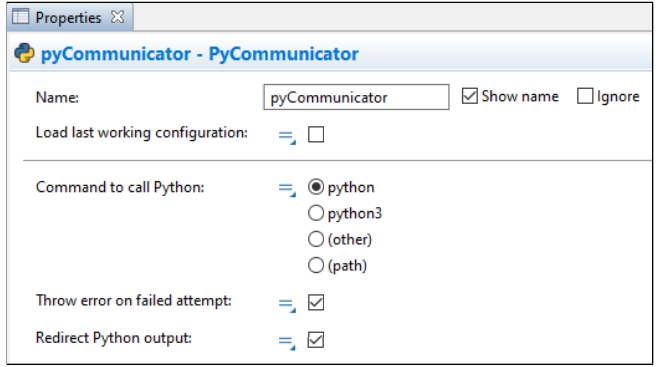 Properties
pyCommunicator - PyCommunicator
Name: pyCommunicator Show name Ignore
Load last working configuration:
Command to call Python: python
python3
(other)
(path)
Throw error on failed attempt:
Redirect Python output: